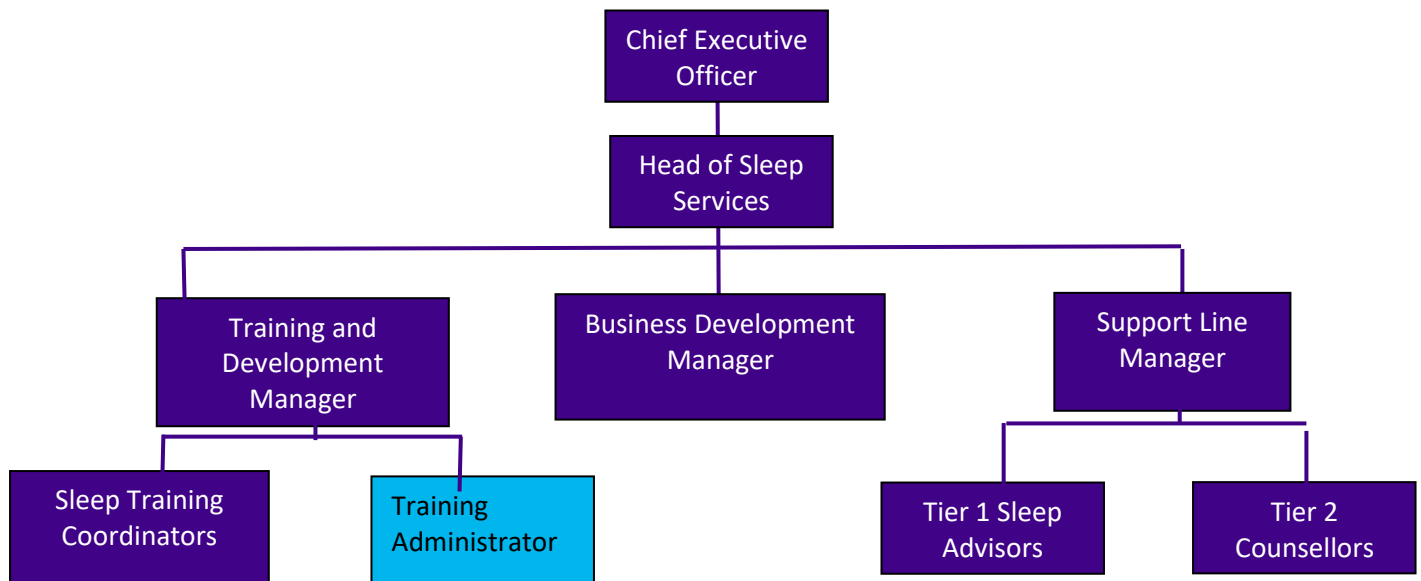 Chief Executive
Officer
Head of Sleep
Services
Training and
Development
Manager
Business Development
Manager
Support Line
Manager
Sleep Training
Coordinators
Training
Administrator
Tier 1 Sleep
Advisors
Tier 2
Counsellors